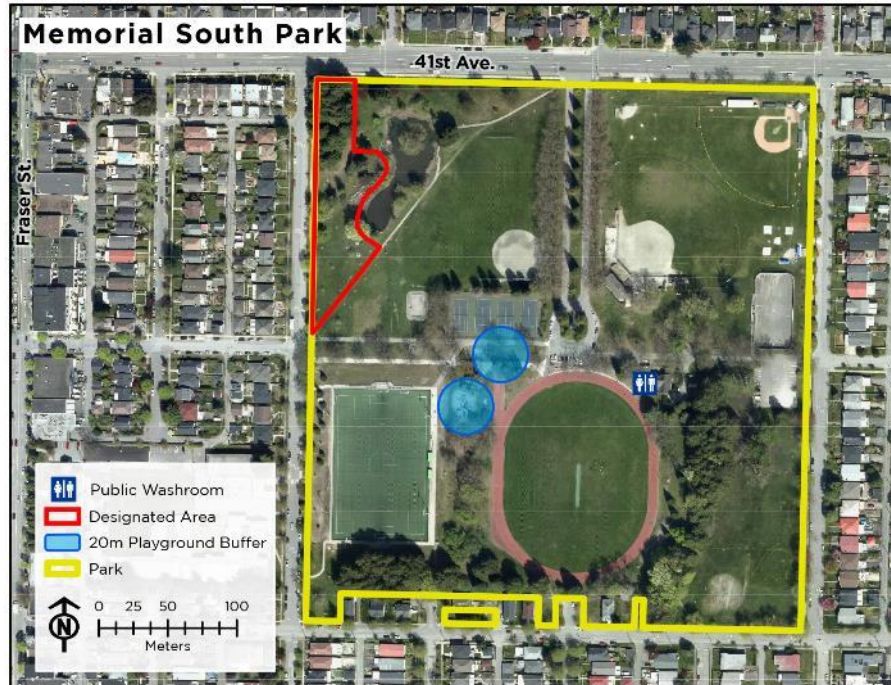 Memorial South Park
41st Ave.
Fraser St.
Public Washroom
Designated Area
20m Playground Buffer
Park
N
0 25 50 100
Meters